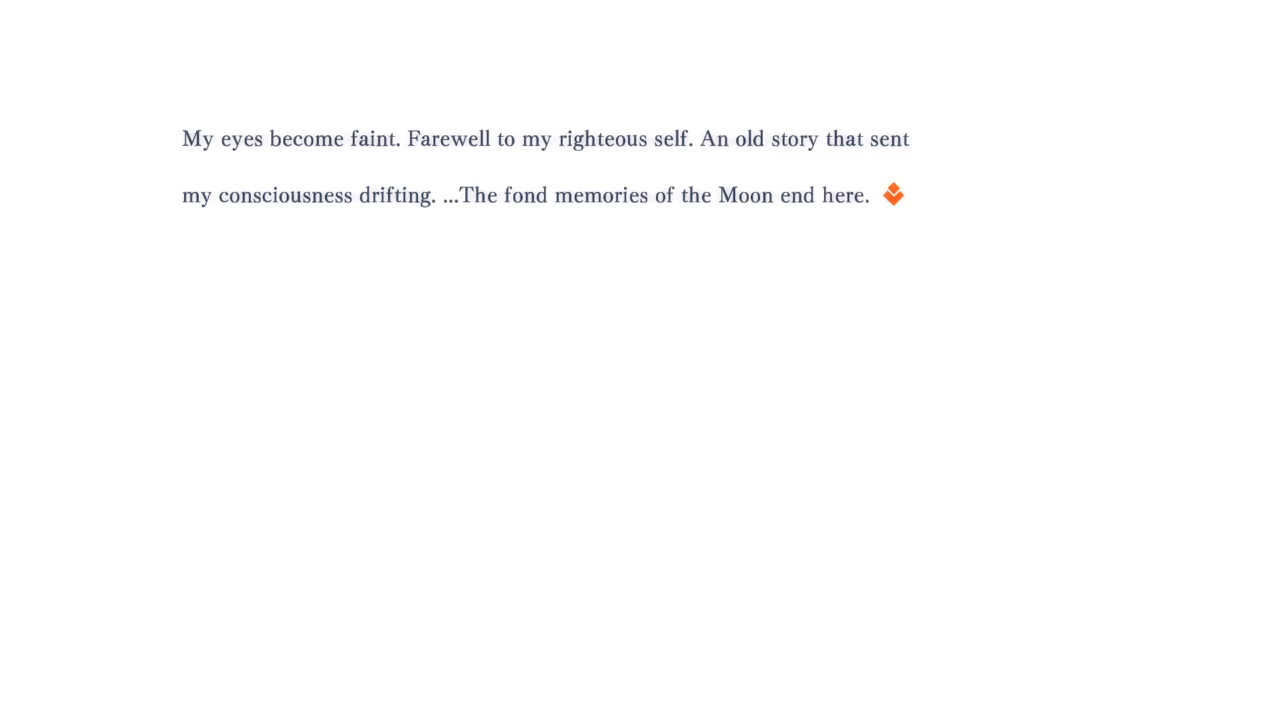 My eyes become faint. Farewell to my righteous self. An old story that sent
my consciousness drifting. ...The fond memories of the Moon end here.